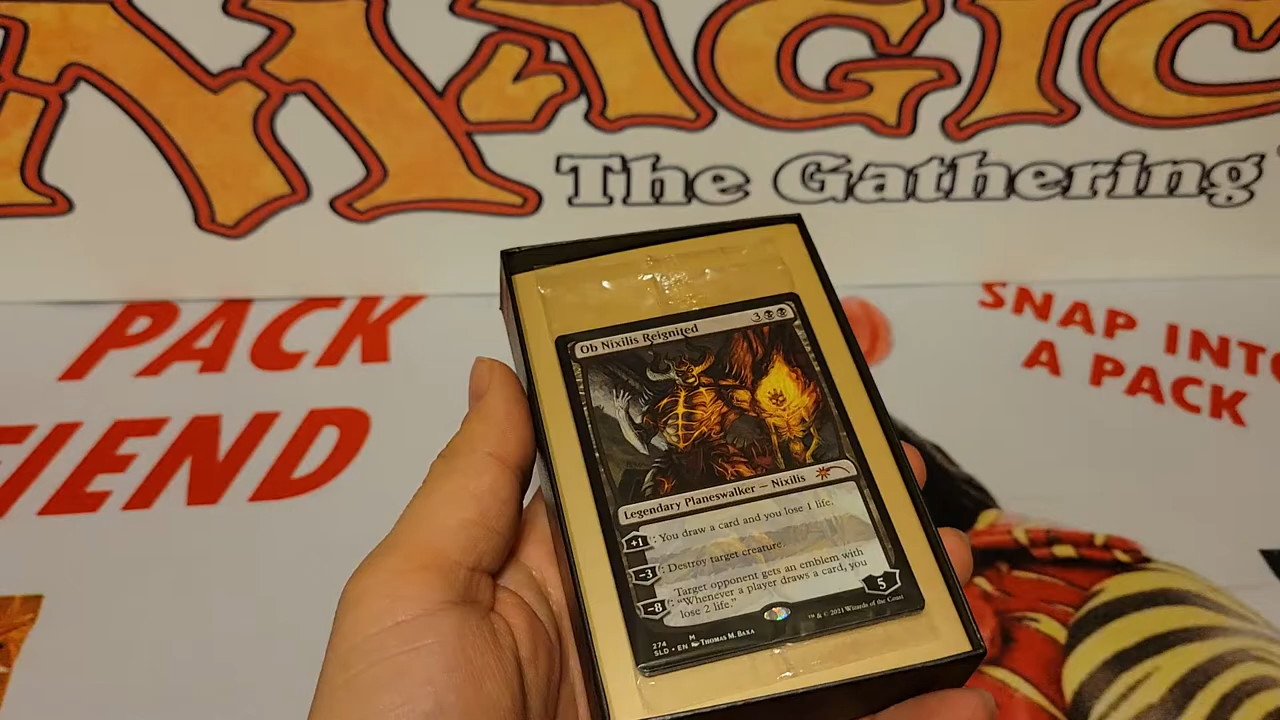 MAGIC
The Gathering
PACK
FIEND
SNAP INTO
A PACK
Ob Nixilis Reignited
3
Legendary Planeswalker — Nixilis
+1 : You draw a card and you lose 1 life.
-3 : Destroy target creature.
-8 : Target opponent gets an emblem with
"Whenever a player draws a card, you
lose 2 life."
5
274 M
SLD • EN THOMAS M. BAXA
™ & © 2021 Wizards of the Coast